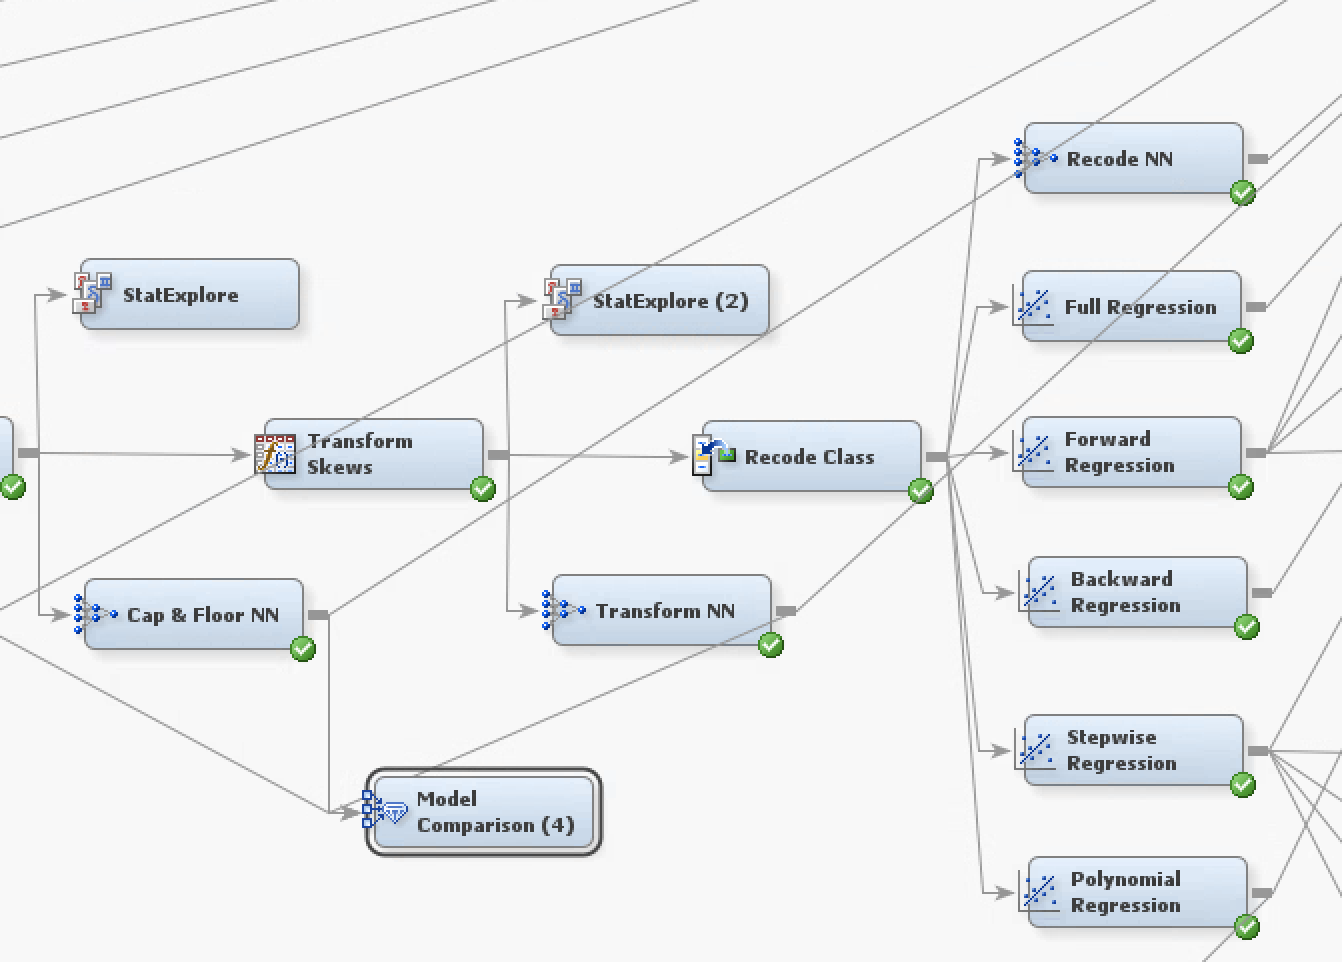 Recode NN
StatExplore
StatExplore (2)
Full Regression
Transform
Skews
Recode Class
Forward
Regression
Cap & Floor NN
Transform NN
Backward
Regression
Model
Comparison (4)
Stepwise
Regression
Polynomial
Regression